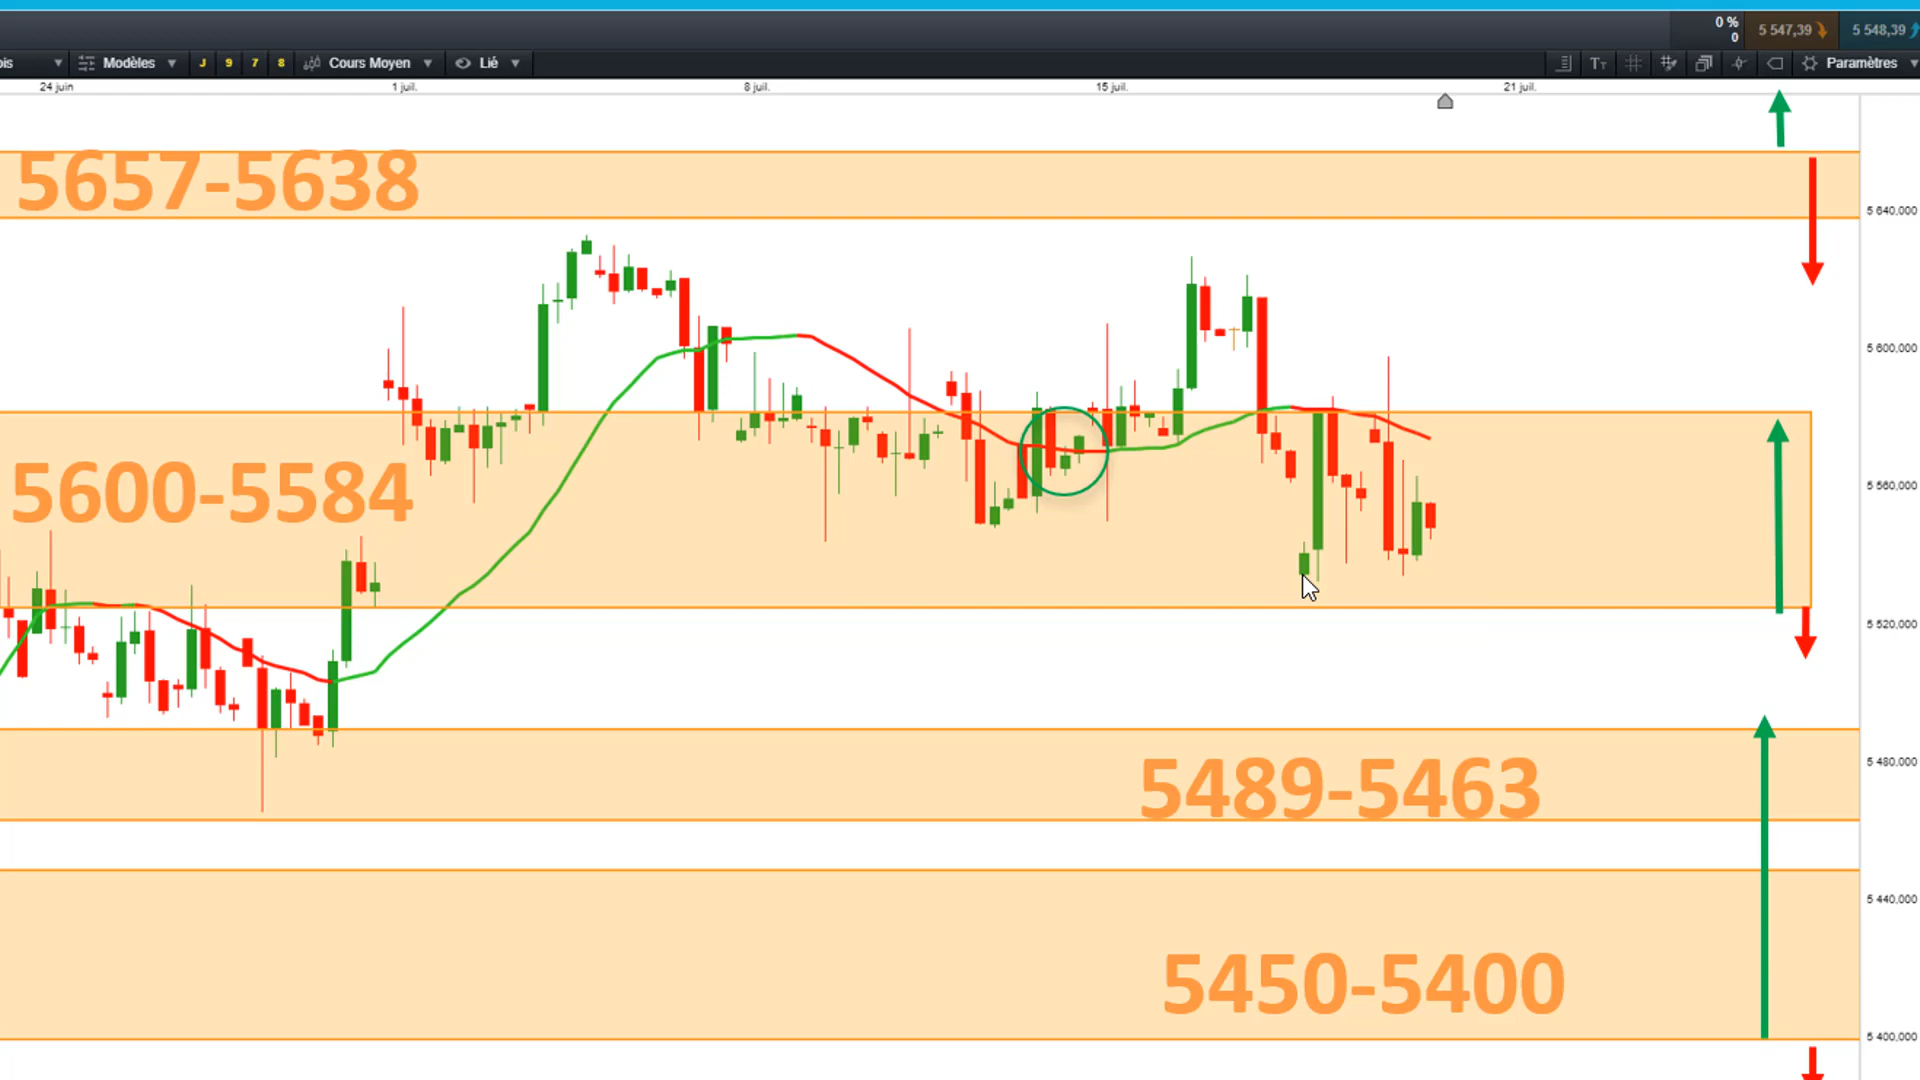 0 %
0
5 547,39
5 548,39
ois
Modèles
J 9 7 8
Cours Moyen
Lié
Tт
Paramètres
24 juin
1 juil.
8 juil.
15 juil.
21 juil.
5657-5638
5 640,000
5 600,000
5600-5584
5 560,000
5 520,000
5489-5463
5 480,000
5 440,000
5450-5400
5 400,000